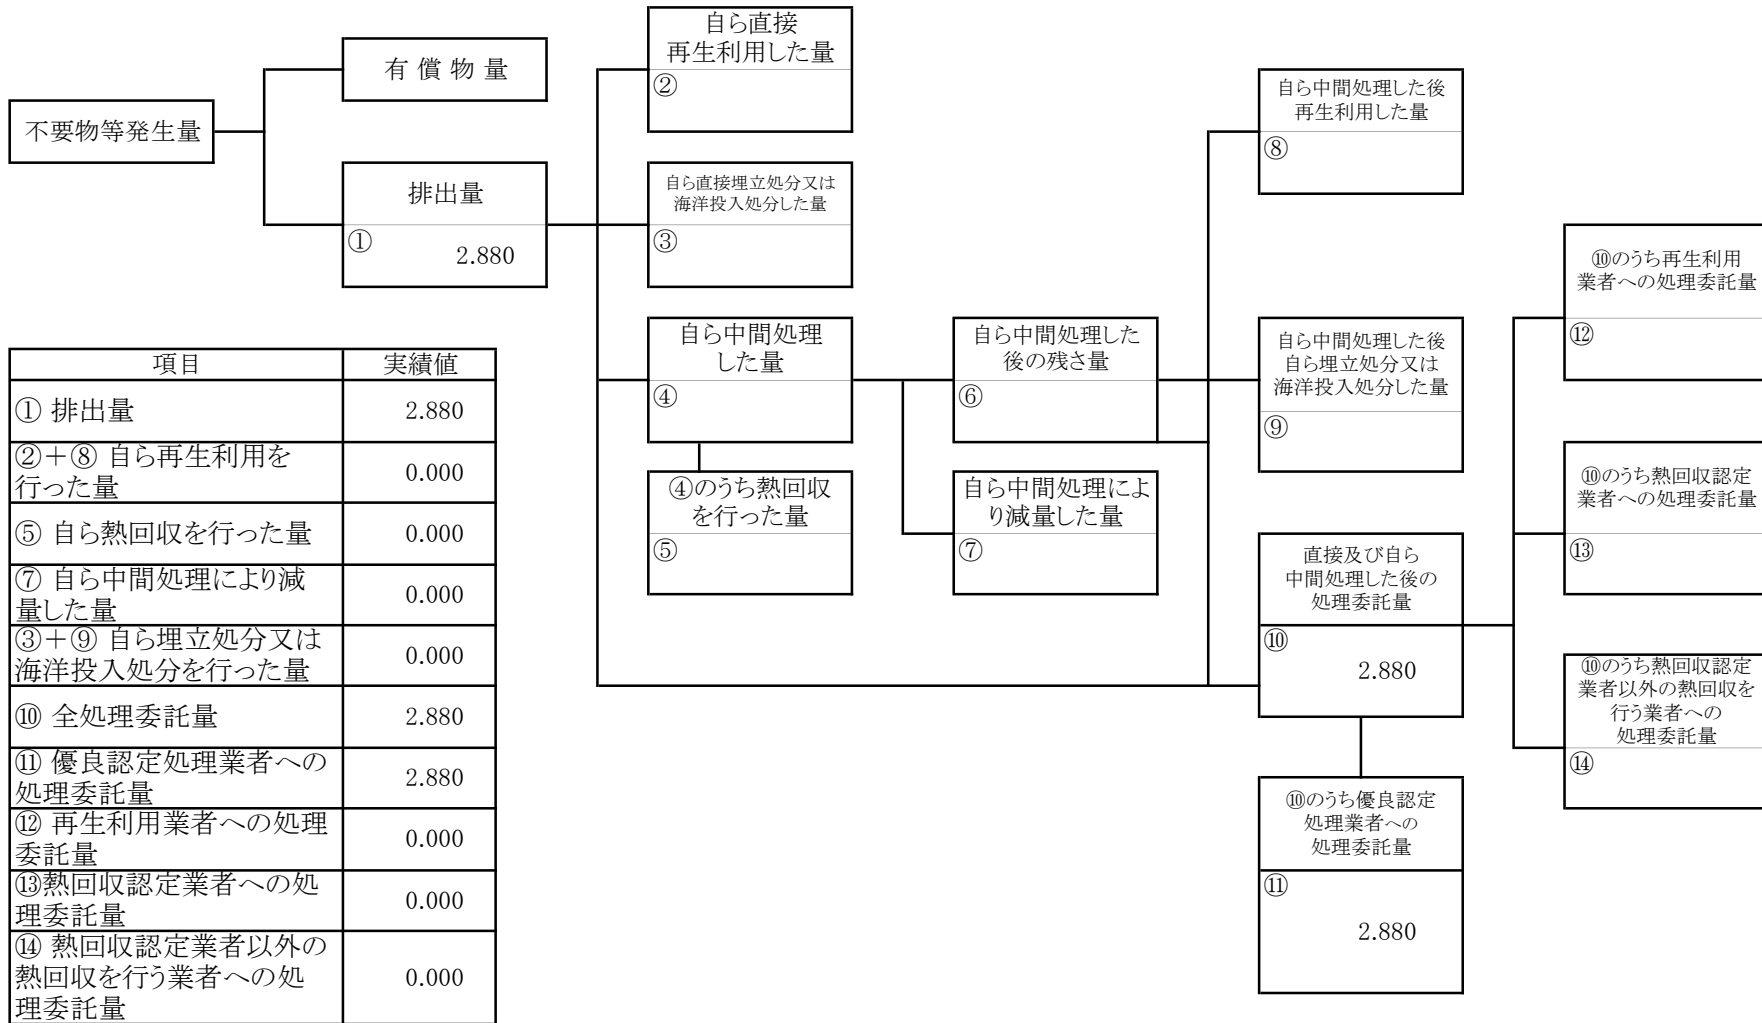 不要物等発生量
有 償 物 量
排出量
①
2.880
自ら直接
再生利用した量
②
自ら直接埋立処分又は
海洋投入処分した量
③
自ら中間処理
した量
④
④のうち熱回収
を行った量
⑤
自ら中間処理した
後の残さ量
⑥
自ら中間処理によ
り減量した量
⑦
自ら中間処理した後
再生利用した量
⑧
自ら中間処理した後
自ら埋立処分又は
海洋投入処分した量
⑨
直接及び自ら
中間処理した後の
処理委託量
⑩
2.880
⑩のうち優良認定
処理業者への
処理委託量
⑪
2.880
⑩のうち再生利用
業者への処理委託量
⑫
⑩のうち熱回収認定
業者への処理委託量
⑬
⑩のうち熱回収認定
業者以外の熱回収を
行う業者への
処理委託量
⑭
項目 実績値
① 排出量 2.880
②+⑧ 自ら再生利用を
行った量 0.000
⑤ 自ら熱回収を行った量 0.000
⑦ 自ら中間処理により減
量した量 0.000
③+⑨ 自ら埋立処分又は
海洋投入処分を行った量 0.000
⑩ 全処理委託量 2.880
⑪ 優良認定処理業者への
処理委託量 2.880
⑫ 再生利用業者への処理
委託量 0.000
⑬熱回収認定業者への処
理委託量 0.000
⑭ 熱回収認定業者以外の
熱回収を行う業者への処
理委託量 0.000